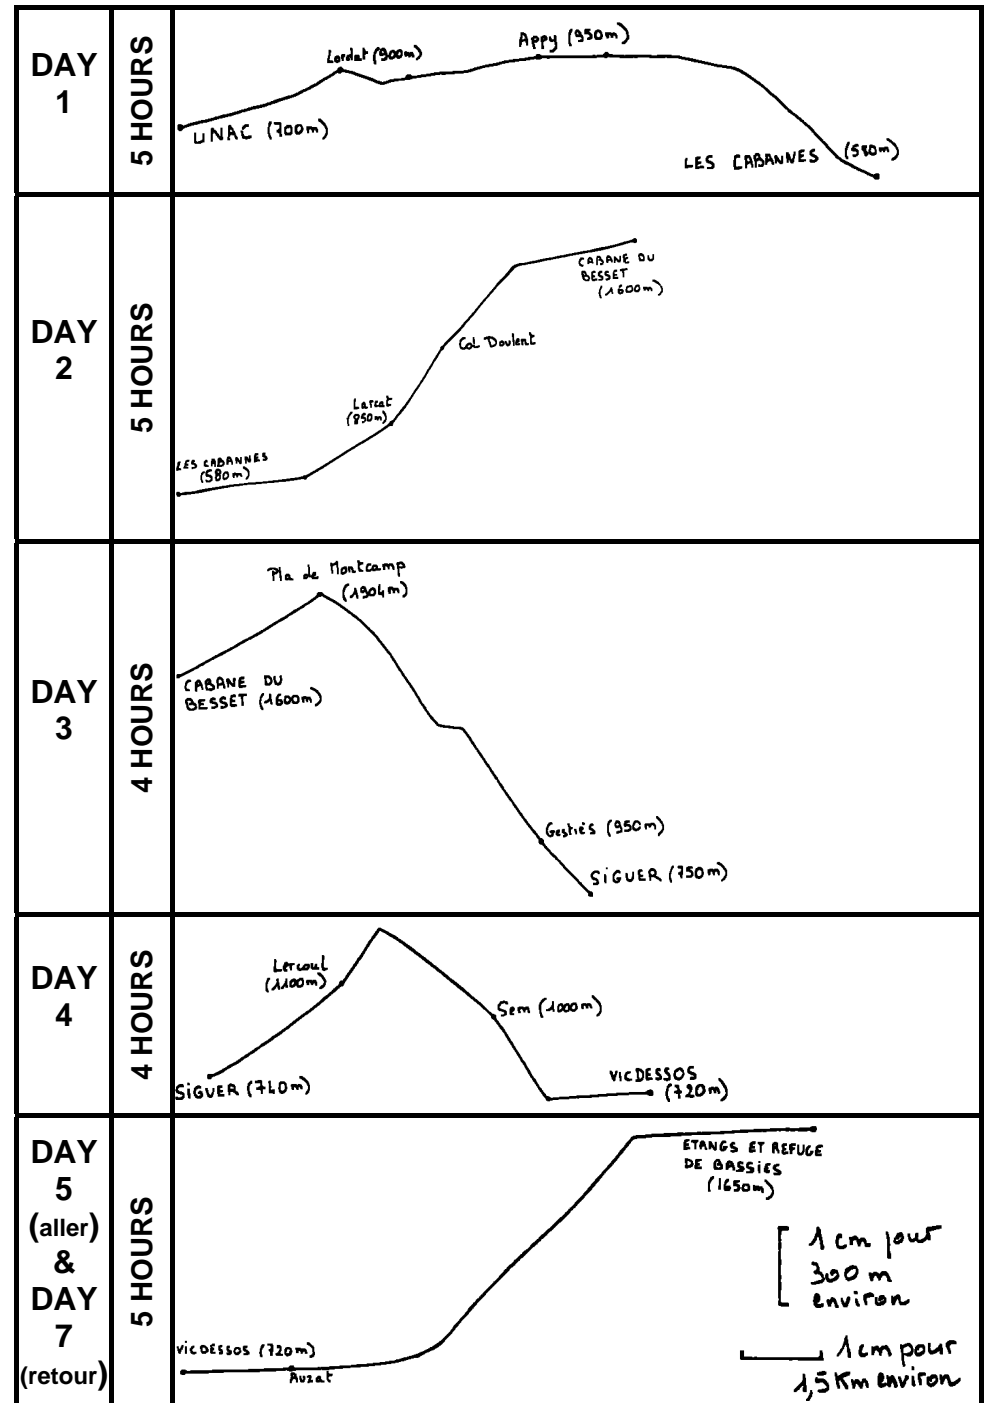 DAY
1
5 HOURS
Lordat (900m)
Appy (950m)
UNAC (700m)
LES CABANNES (580m)
DAY
2
5 HOURS
CABANE DU
BESSET
(1600m)
Col Doulent
Larcat
(850m)
LES CABANNES
(580m)
DAY
3
4 HOURS
Pla de Montcamp
(1904m)
CABANE DU
BESSET (1600m)
Gestiès (950m)
SIGUER (750m)
DAY
4
4 HOURS
Lercoul
(1100m)
Sem (1000m)
SIGUER (740m)
VICDESSOS
(720m)
DAY
5
(aller)
&
DAY
7
(retour)
5 HOURS
ETANGS ET REFUGE
DE BASSIES
(1650m)
VICDESSOS (720m)
Auzat
1 cm pour
300 m
environ
1 cm pour
1,5 Km environ